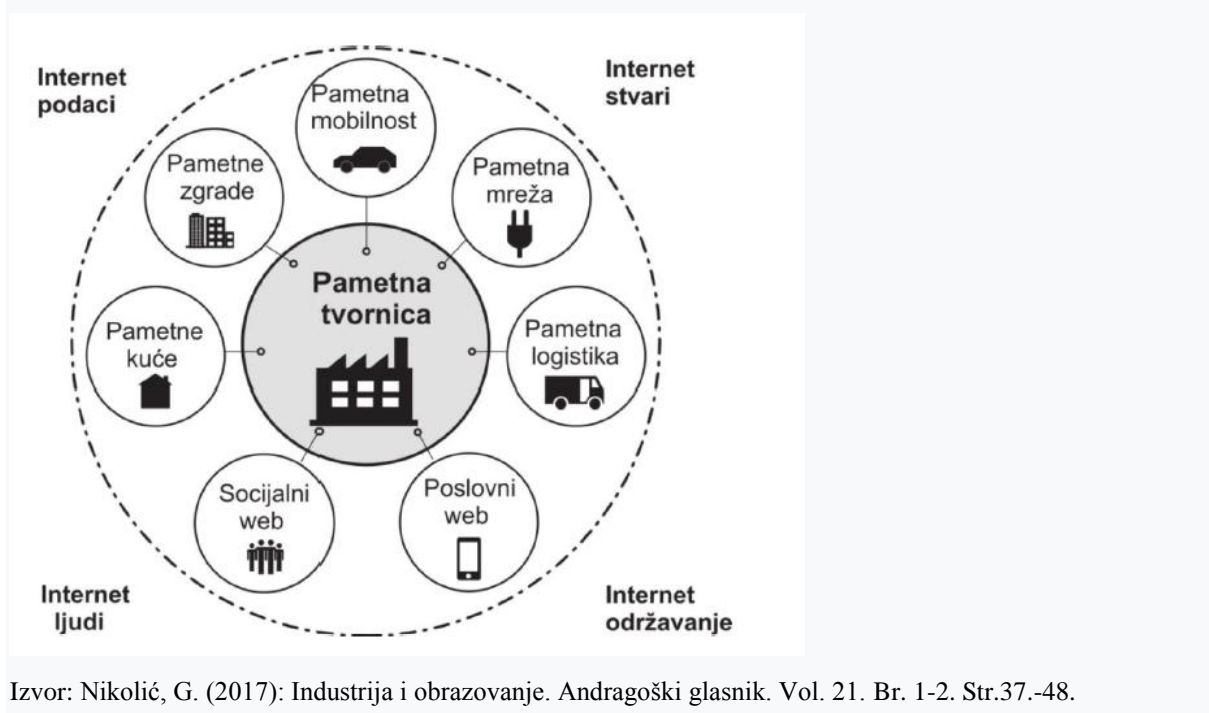 Internet
podaci
Internet
stvari
Pametna
mobilnost
Pametne
zgrade
Pametna
mreža
Pametna
tvornica
Pametne
kuće
Pametna
logistika
Socijalni
web
Poslovni
web
Internet
ljudi
Internet
održavanje
Izvor: Nikolić, G. (2017): Industrija i obrazovanje. Andragoški glasnik. Vol. 21. Br. 1-2. Str.37.-48.